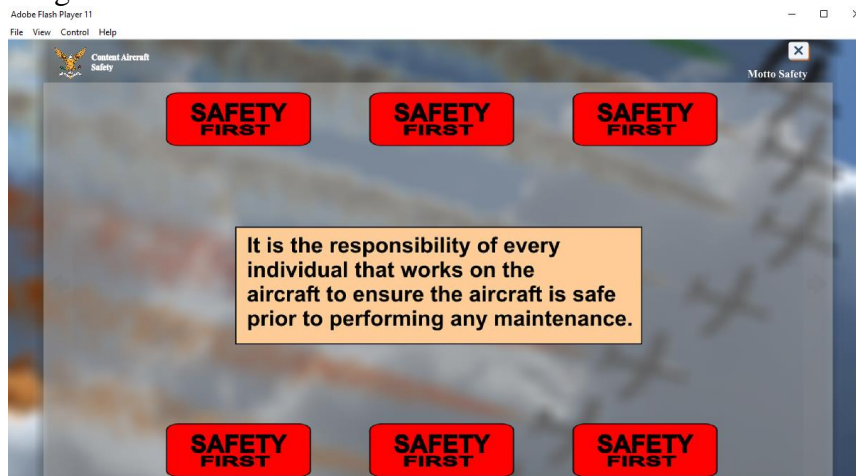 Adobe Flash Player 11
File View Control Help
Content Aircraft
Safety
Motto Safety
SAFETY
FIRST
SAFETY
FIRST
SAFETY
FIRST
It is the responsibility of every
individual that works on the
aircraft to ensure the aircraft is safe
prior to performing any maintenance.
SAFETY
FIRST
SAFETY
FIRST
SAFETY
FIRST